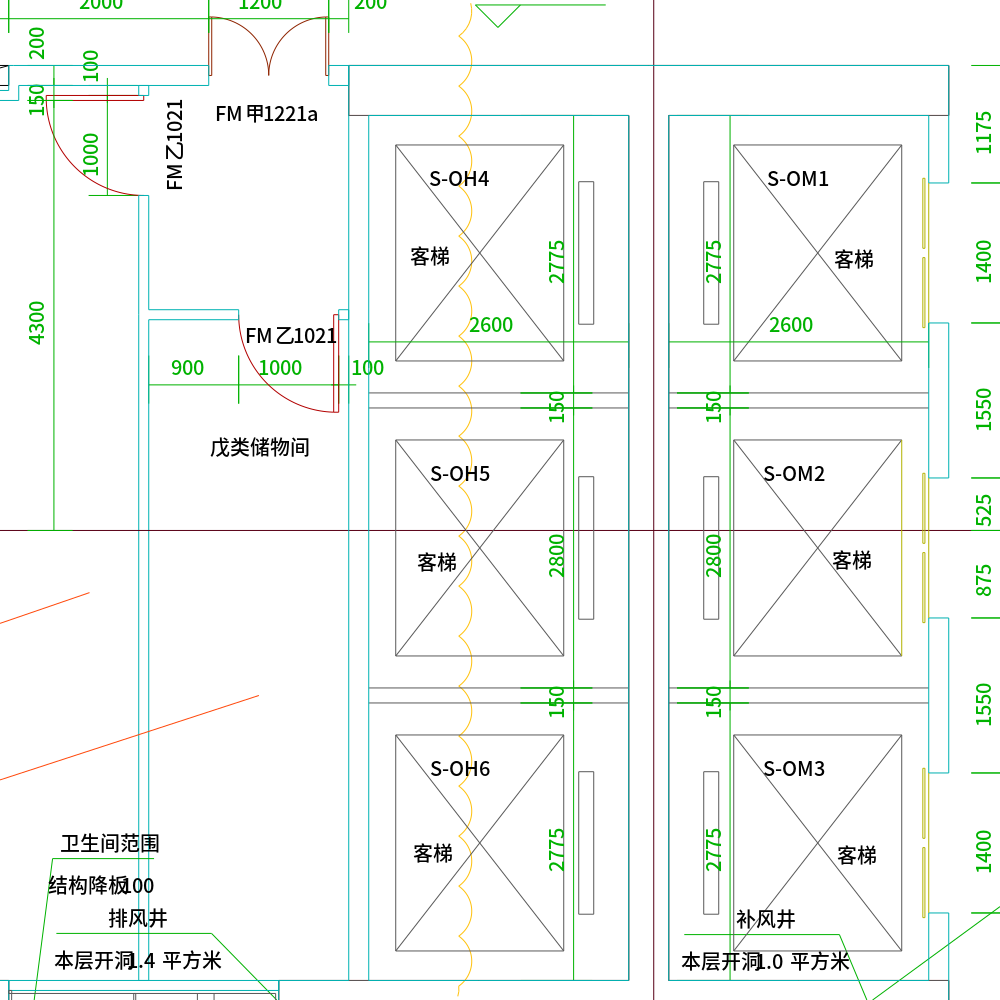 2000
1200
200
200
100
150
1000
FM 甲1221a
FM 乙1021
1175
S-OH4
S-OM1
客梯
客梯
2775
2775
1400
4300
FM 乙1021
2600
2600
900
1000
100
150
150
1550
戊类储物间
S-OH5
S-OM2
525
客梯
客梯
2800
2800
875
150
150
1550
S-OH6
S-OM3
卫生间范围
客梯
客梯
2775
2775
1400
结构降板100
排风井
补风井
本层开洞1.4 平方米
本层开洞1.0 平方米